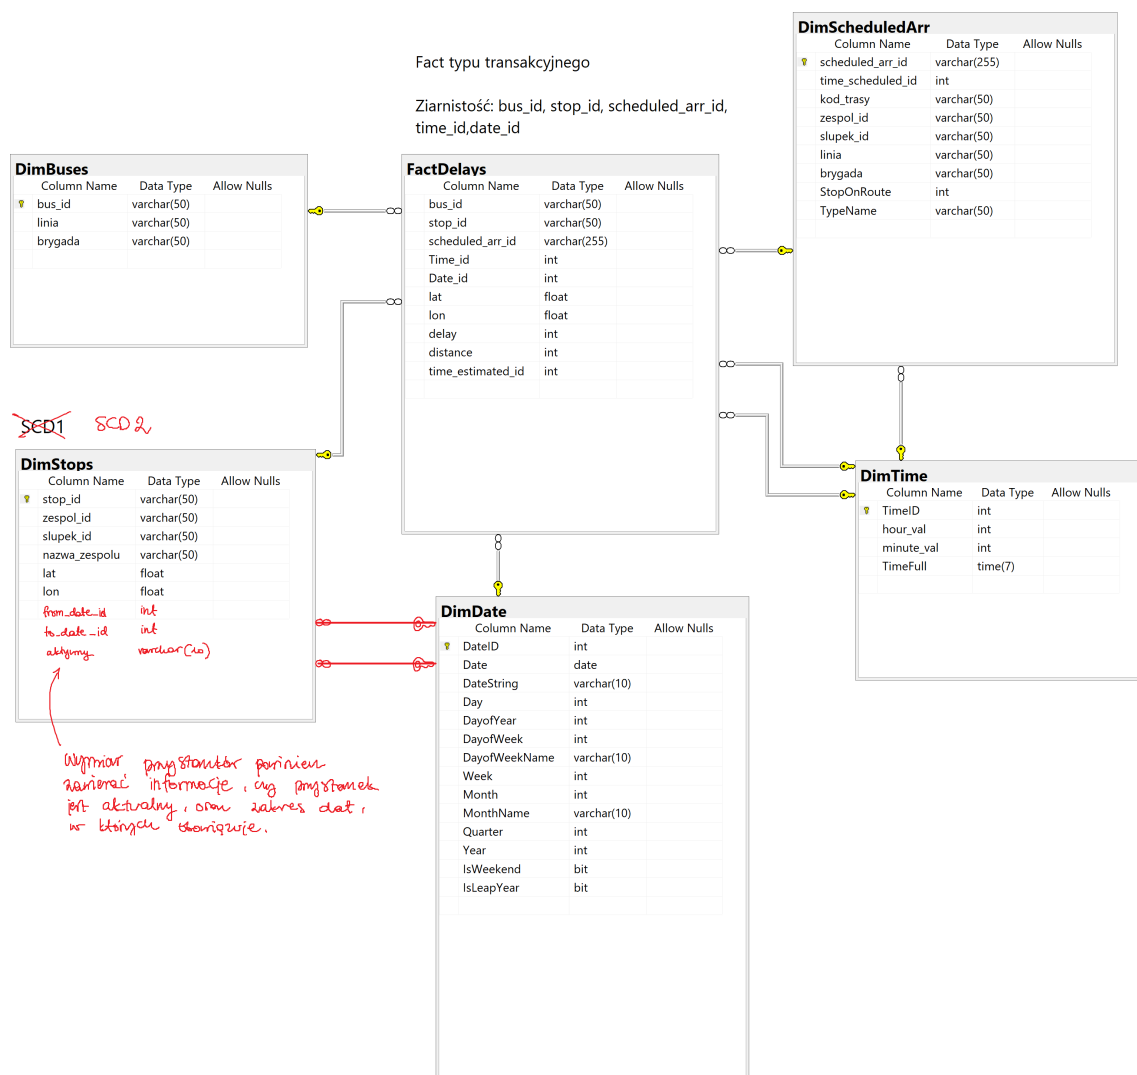 Fact typu transakcyjnego
Ziarnistość: bus_id, stop_id, scheduled_arr_id,
time_id,date_id
DimBuses
Column Name Data Type Allow Nulls
bus_id varchar(50)
linia varchar(50)
brygada varchar(50)
FactDelays
Column Name Data Type Allow Nulls
bus_id varchar(50)
stop_id varchar(50)
scheduled_arr_id varchar(255)
Time_id int
Date_id int
lat float
lon float
delay int
distance int
time_estimated_id int
DimScheduledArr
Column Name Data Type Allow Nulls
scheduled_arr_id varchar(255)
time_scheduled_id int
kod_trasy varchar(50)
zespol_id varchar(50)
slupek_id varchar(50)
linia varchar(50)
brygada varchar(50)
StopOnRoute int
TypeName varchar(50)
SCD1 SCD2
DimStops
Column Name Data Type Allow Nulls
stop_id varchar(50)
zespol_id varchar(50)
slupek_id varchar(50)
nazwa_zespolu varchar(50)
lat float
lon float
from_date_id int
to_date_id int
aktywny varchar(10)
Wymiar przystanków powinien
zawierać informację, czy przystanek
jest aktualny, oraz zakres dat,
w których obowiązuje.
DimTime
Column Name Data Type Allow Nulls
TimeID int
hour_val int
minute_val int
TimeFull time(7)
DimDate
Column Name Data Type Allow Nulls
DateID int
Date date
DateString varchar(10)
Day int
DayofYear int
DayofWeek int
DayofWeekName varchar(10)
Week int
Month int
MonthName varchar(10)
Quarter int
Year int
IsWeekend bit
IsLeapYear bit